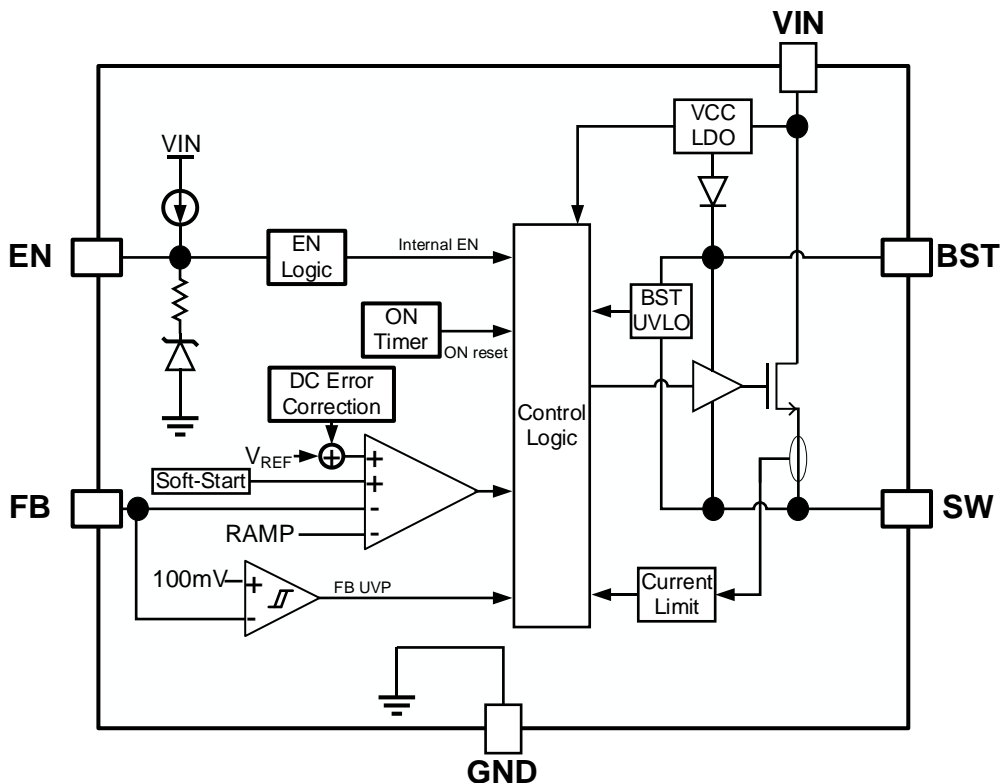 VIN
VCC
LDO
VIN
EN
EN
Logic
Internal EN
BST
BST
UVLO
ON
Timer
ON reset
DC Error
Correction
Control
Logic
VREF
+
+
Soft-Start
+
-
FB
SW
RAMP
-
100mV
+
FB UVP
-
Current
Limit
GND